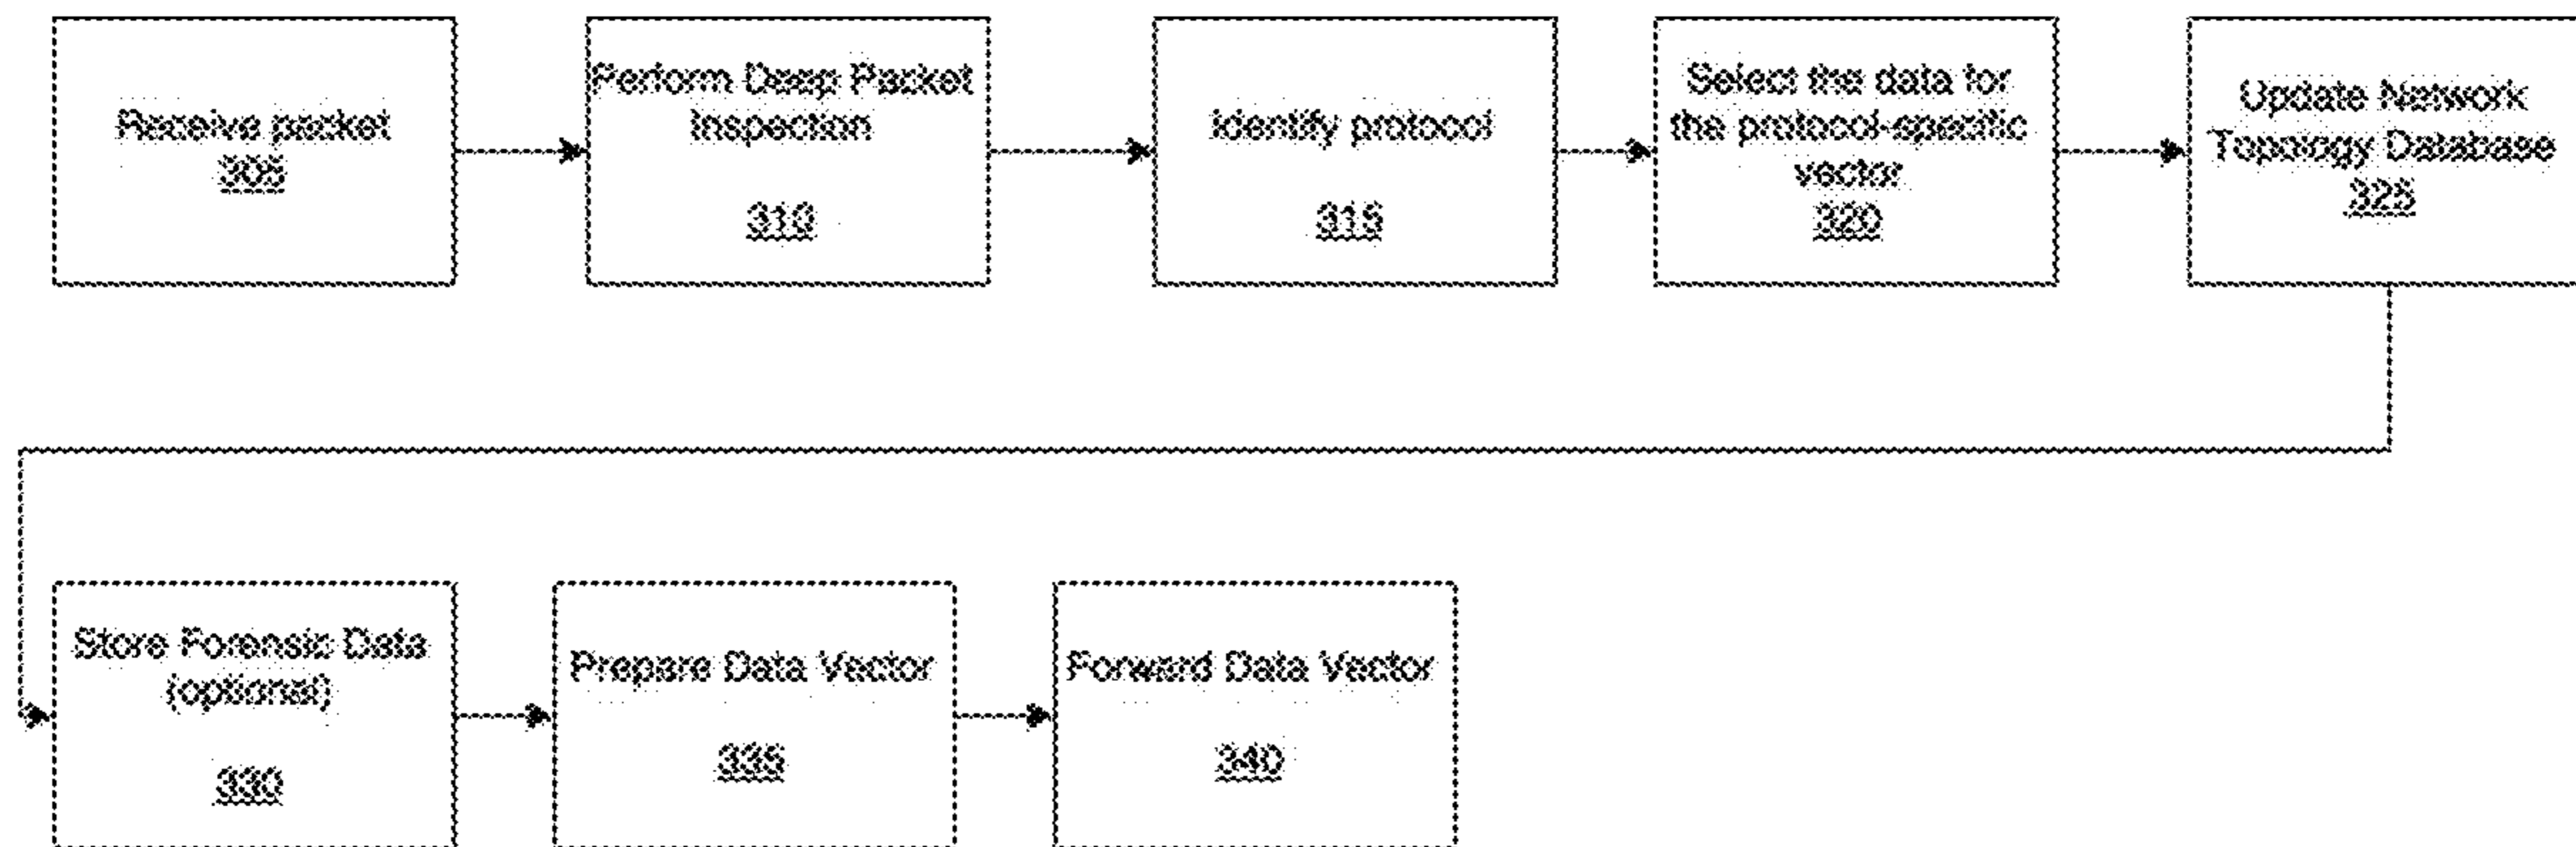 Receive packet
305
Perform Deep Packet
Inspection
310
Identify protocol
315
Select the data for
the protocol-specific
vector
320
Update Network
Topology Database
325
Store Forensic Data
(optional)
330
Prepare Data Vector
335
Forward Data Vector
340